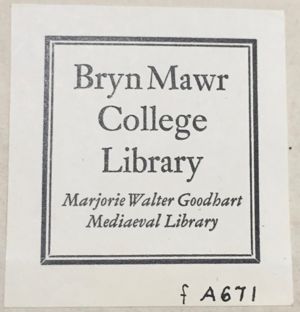 Bryn Mawr
College
Library
Marjorie Walter Goodhart
Mediaeval Library
f A671